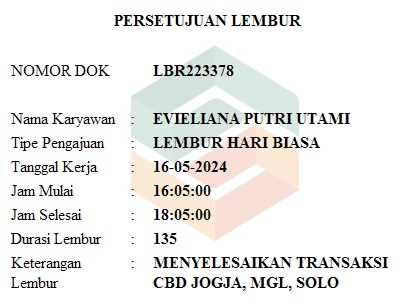 PERSETUJUAN LEMBUR
NOMOR DOK LBR223378
Nama Karyawan : EVIELIANA PUTRI UTAMI
Tipe Pengajuan : LEMBUR HARI BIASA
Tanggal Kerja : 16-05-2024
Jam Mulai : 16:05:00
Jam Selesai : 18:05:00
Durasi Lembur : 135
Keterangan : MENYELESAIKAN TRANSAKSI
Lembur CBD JOGJA, MGL, SOLO